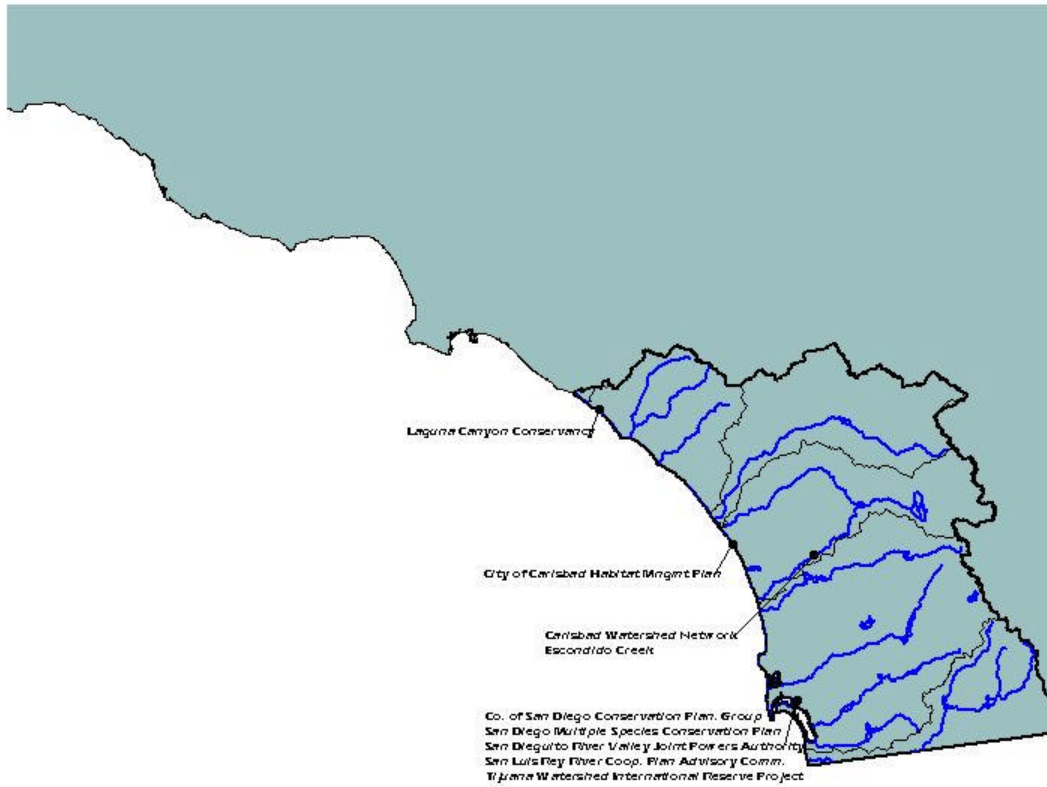 Laguna Canyon Conservancy
City of Carlsbad Habitat Mngmt Plan
Carlsbad Watershed Network
Escondido Creek
Co. of San Diego Conservation Plan. Group
San Diego Multiple Species Conservation Plan
San Dieguito River Valley Joint Powers Authority
San Luis Rey River Coop. Plan Advisory Comm.
Tijuana Watershed International Reserve Project